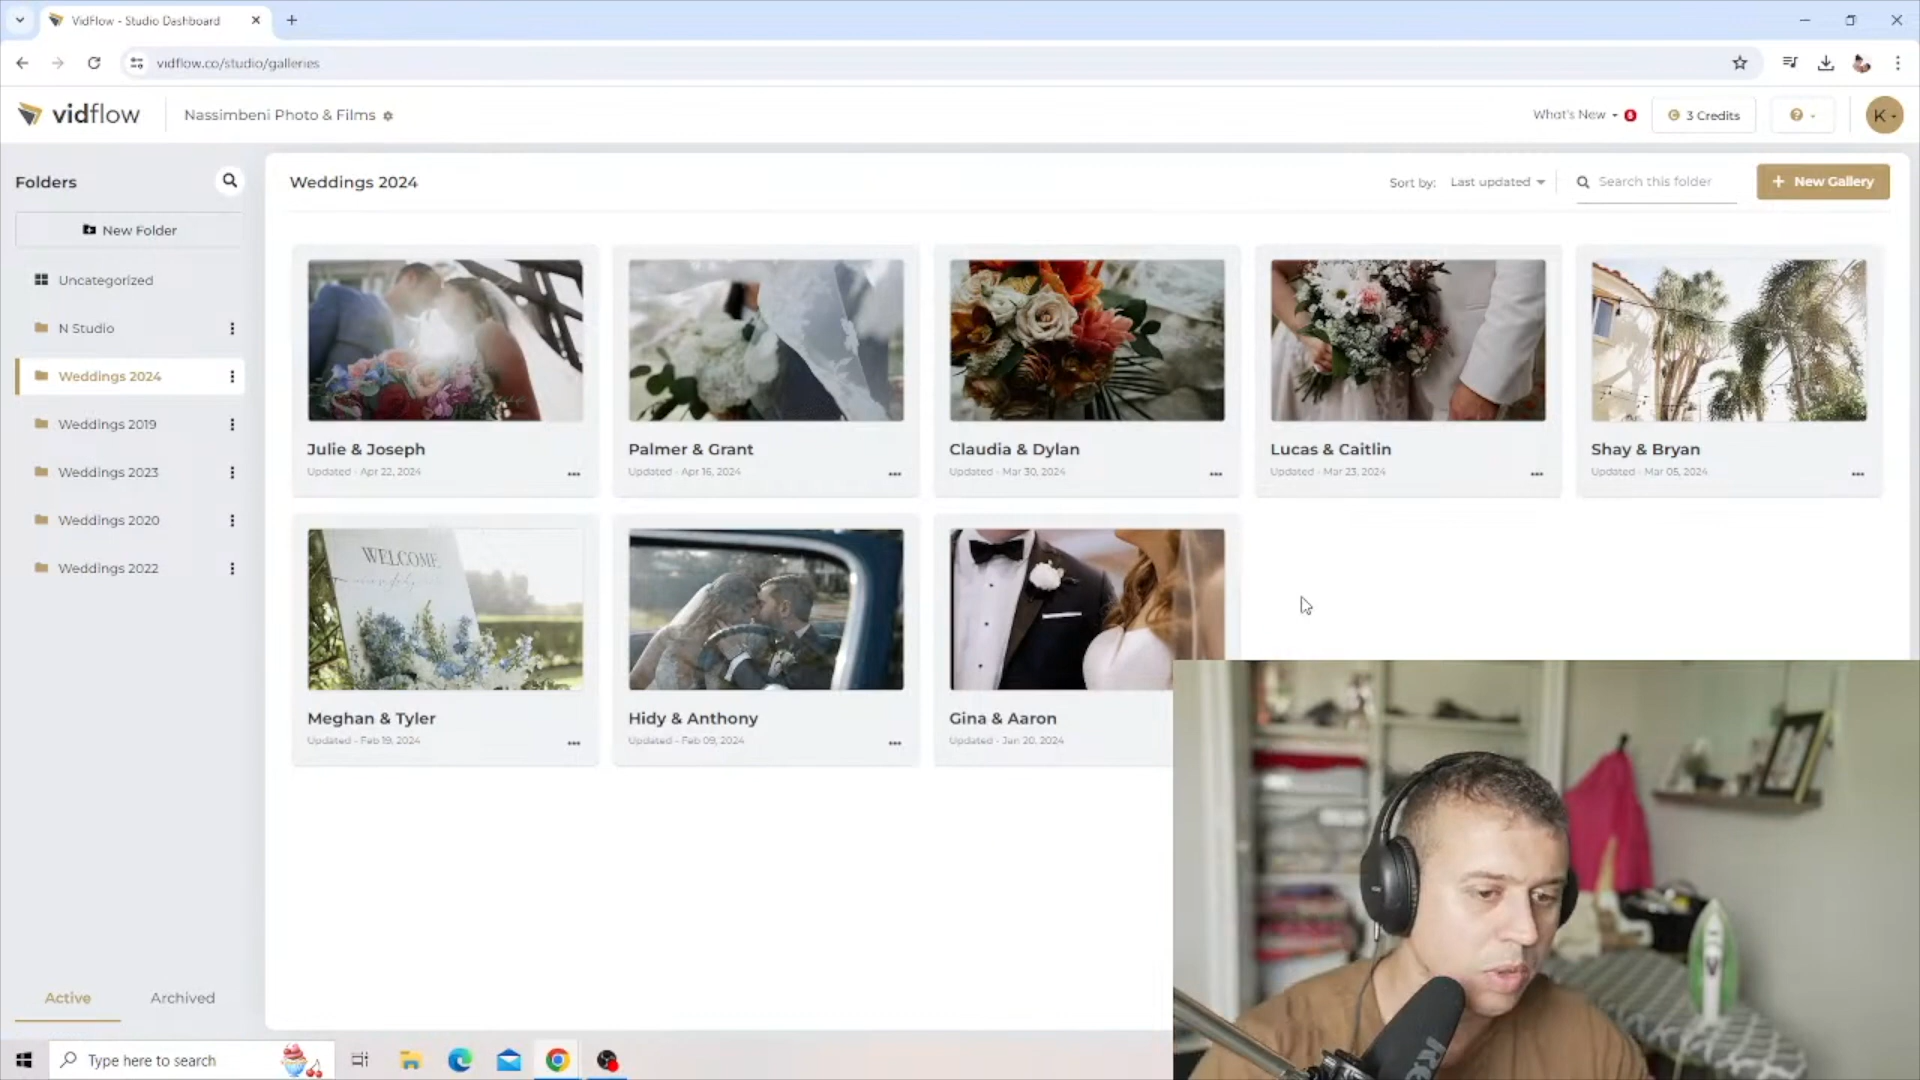 VidFlow - Studio Dashboard
vidflow.co/studio/galleries
vidflow
Nassimbeni Photo & Films
What's New
3 Credits
K
Folders
Weddings 2024
Sort by:
Last updated
Search this folder
+ New Gallery
New Folder
Uncategorized
N Studio
Weddings 2024
Weddings 2019
Weddings 2023
Weddings 2020
Weddings 2022
Julie & Joseph
Updated - Apr 22, 2024
Palmer & Grant
Updated - Apr 16, 2024
Claudia & Dylan
Updated - Mar 30, 2024
Lucas & Caitlin
Updated - Mar 23, 2024
Shay & Bryan
Updated - Mar 05, 2024
WELCOME
Meghan & Tyler
Updated - Feb 19, 2024
Hidy & Anthony
Updated - Feb 09, 2024
Gina & Aaron
Updated - Jan 20, 2024
Active
Archived
Type here to search